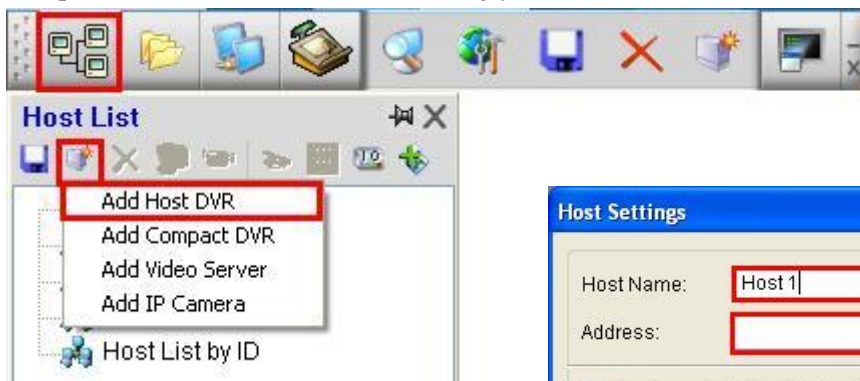 Host List
Add Host DVR
Add Compact DVR
Add Video Server
Add IP Camera
Host List by ID
Host Settings
Host Name: Host 1
Address: